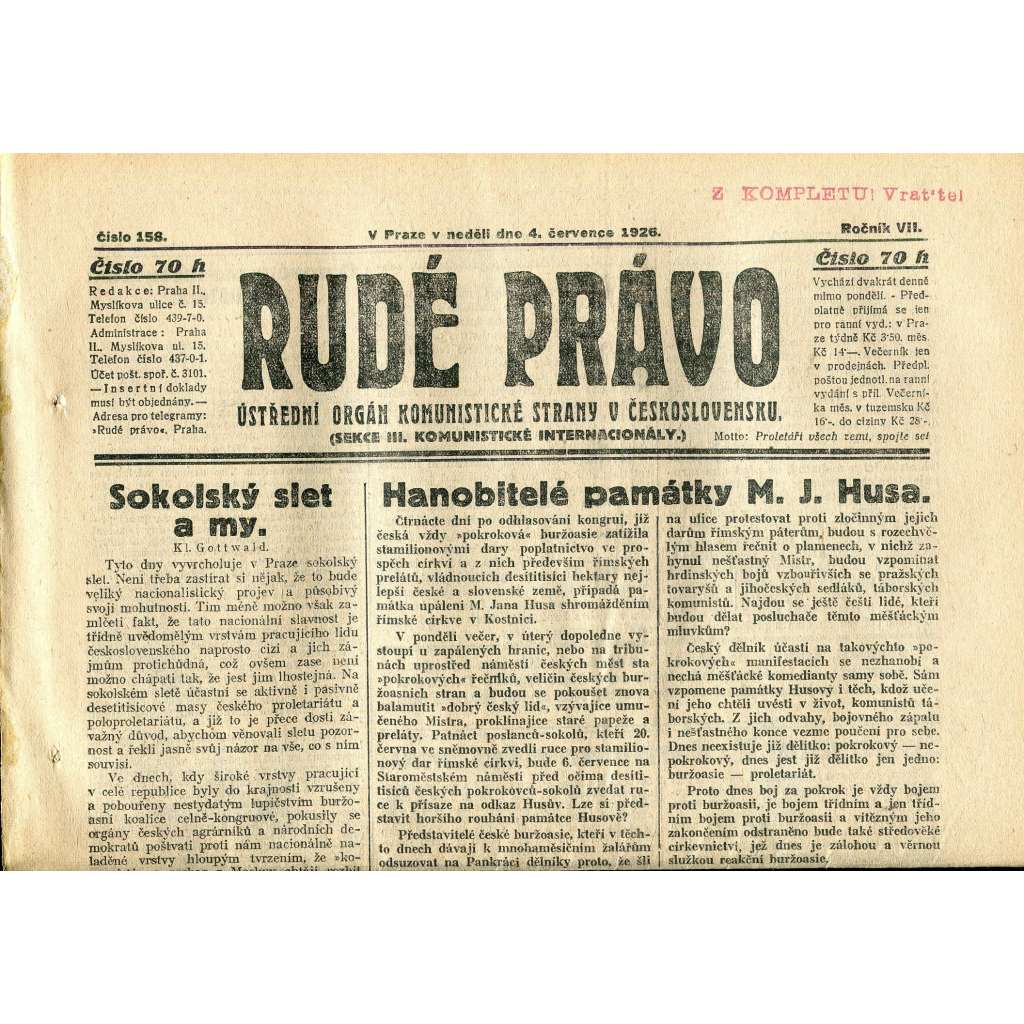 Z KOMPLETU! Vraťte!
Číslo 158.
V Praze v neděli dne 4. července 1926.
Ročník VII.
Číslo 70 h
Redakce: Praha II.,
Myslíkova ulice č. 15.
Telefon číslo 439-7-0.
Administrace: Praha
II., Myslíkova ul. 15.
Telefon číslo 437-0-1.
Účet pošt. spoř. č. 3101.
— Insertní doklady
musí být objednány. —
Adresa pro telegramy:
»Rudé právo«, Praha.
RUDÉ PRÁVO
ÚSTŘEDNÍ ORGÁN KOMUNISTICKÉ STRANY V ČESKOSLOVENSKU.
(SEKCE III. KOMUNISTICKÉ INTERNACIONÁLY.)
Motto: Proletáři všech zemí, spojte se!
Číslo 70 h
Vychází dvakrát denně
mimo pondělí. - Před-
platné přijímá se jen
pro ranní vyd.: v Pra-
ze týdně Kč 3·50, měs.
Kč 14·—. Večerník jen
v prodejnách. Předpl.
poštou jednotl. na ranní
vydání s příl. Večerní-
ka měs. v tuzemsku Kč
16·-, do ciziny Kč 28·-.
Sokolský slet
a my.
Kl. Gottwald.
Tyto dny vyvrcholuje v Praze sokolský
slet. Není třeba zastírat si nějak, že to bude
veliký nacionalistický projev a působivý
svojí mohutností. Tím méně možno však za-
mlčeti fakt, že tato nacionální slavnost je
třídně uvědomělým vrstvám pracujícího lidu
československého naprosto cizí a jich zá-
jmům protichůdná, což ovšem zase není
možno chápati tak, že jest jim lhostejná. Na
sokolském sletě účastní se aktivně i pasivně
desetitisícové masy českého proletariátu a
poloproletariátu, a již to je přece dosti zá-
važný důvod, abychom věnovali sletu pozor-
nost a řekli jasně svůj názor na vše, co s ním
souvisí.
Ve dnech, kdy široké vrstvy pracující
v celé republice byly do krajnosti vzrušeny
a pobouřeny nestydatým lupičstvím buržo-
asní koalice celně-kongruové, pokusily se
orgány českých agrárníků a národních de-
mokratů poštvati proti nám nacionálně na-
laděné vrstvy hloupým tvrzením, že »ko-
Hanobitelé památky M. J. Husa.
Čtrnácte dní po odhlasování kongrui, jíž
česká vždy »pokroková« buržoasie zatížila
stamilionovými dary poplatnictvo ve pro-
spěch církví a z nich především římských
prelátů, vládnoucích desítitisíci hektary nej-
lepší české a slovenské země, připadá pa-
mátka upálení M. Jana Husa shromážděním
římské církve v Kostnici.
V pondělí večer, v úterý dopoledne vy-
stoupí u zapálených hranic, nebo na tribu-
nách uprostřed náměstí českých měst sta
»pokrokových« řečníků, veličin českých bur-
žoasních stran a budou se pokoušet znova
balamutit »dobrý český lid«, vzývajíce umu-
čeného Mistra, proklínajíce staré papeže a
preláty. Patnáct poslanců-sokolů, kteří 20.
června ve sněmovně zvedli ruce pro stamilio-
nový dar římské církvi, bude 6. července na
Staroměstském náměstí před očima desíti-
tisíců českých pokrokovců-sokolů zvedat ru-
ce k přísaze na odkaz Husův. Lze si před-
stavit horšího rouhání památce Husově?
Představitelé české buržoasie, kteří v těch-
to dnech dávají k mnohaměsíčním žalářům
odsuzovat na Pankráci dělníky proto, že šli
na ulice protestovat proti zločinným jejich
darům římským páterům, budou s rozechvě-
lým hlasem řečnit o plamenech, v nichž za-
hynul nešťastný Mistr, budou vzpomínat
hrdinských bojů vzbouřivších se pražských
tovaryšů a jihočeských sedláků, táborských
komunistů. Najdou se ještě čeští lidé, kteří
budou dělat posluchače těmto měšťáckým
mluvkům?
Český dělník účastí na takovýchto »po-
krokových« manifestacích se nezhanobí a
nechá měšťácké komedianty samy sobě. Sám
vzpomene památky Husovy i těch, kdož uče-
ní jeho chtěli uvésti v život, komunistů tá-
borských. Z jich odvahy, bojovného zápalu
i nešťastného konce vezme poučení pro sebe.
Dnes neexistuje již dělítko: pokrokový — ne-
pokrokový, dnes jest již dělítko jen jedno:
buržoasie — proletariát.
Proto dnes boj za pokrok je vždy bojem
proti buržoasii, je bojem třídním a jen tříd-
ním bojem proti buržoasii a vítězným jeho
zakončením odstraněno bude také středověké
církevnictví, jež dnes je zálohou a věrnou
služkou reakční buržoasie.